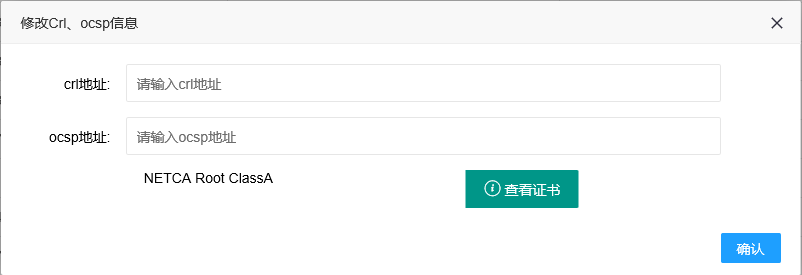 修改Crl、ocsp信息
crl地址:
请输入crl地址
ocsp地址:
请输入ocsp地址
NETCA Root ClassA
查看证书
确认